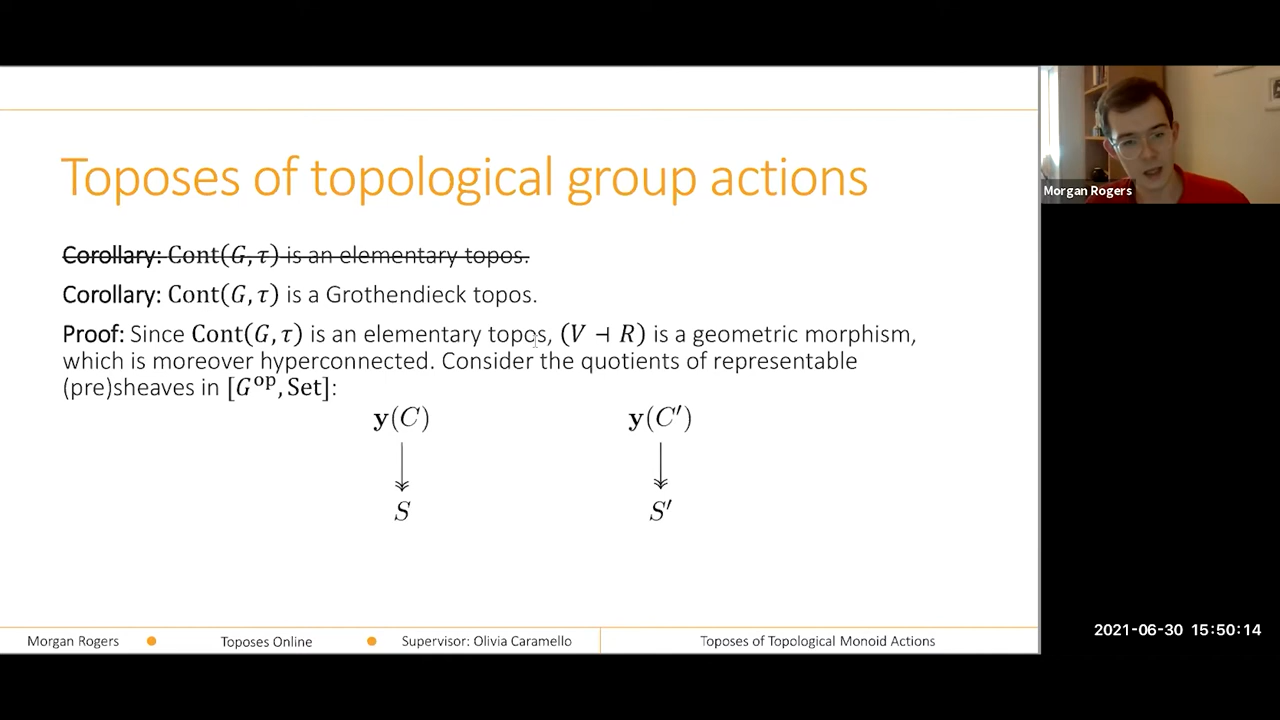 Toposes of topological group actions
Corollary: Cont(G, τ) is an elementary topos.
Corollary: Cont(G, τ) is a Grothendieck topos.
Proof: Since Cont(G, τ) is an elementary topos, (V ⊣ R) is a geometric morphism,
which is moreover hyperconnected. Consider the quotients of representable
(pre)sheaves in [G^op, Set]:
y(C) y(C′)
S S′
Morgan Rogers
Morgan Rogers Toposes Online Supervisor: Olivia Caramello Toposes of Topological Monoid Actions
2021-06-30 15:50:14